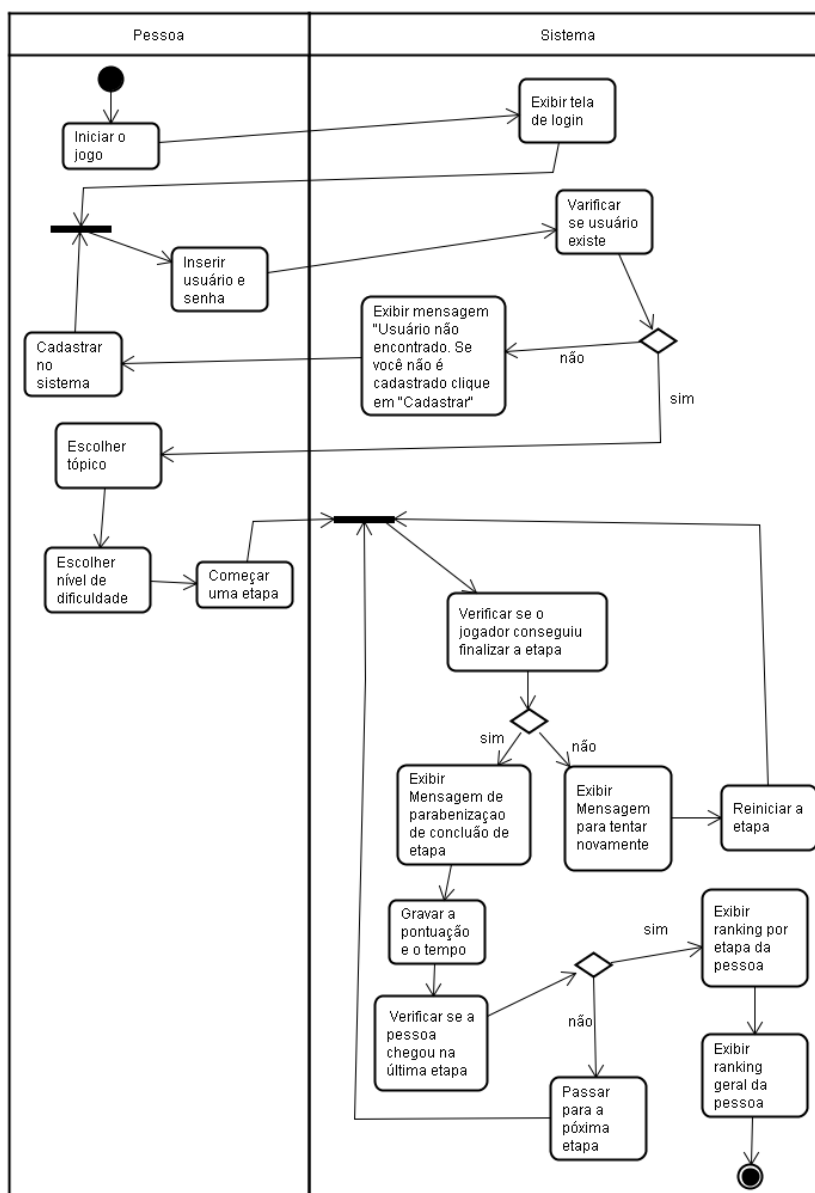 Pessoa
Sistema
Iniciar o
jogo
Exibir tela
de login
Inserir
usuário e
senha
Varificar
se usuário
existe
Cadastrar
no
sistema
Exibir mensagem
"Usuário não
encontrado. Se
você não é
cadastrado clique
em "Cadastrar"
não
sim
Escolher
tópico
Escolher
nível de
dificuldade
Começar
uma etapa
Verificar se o
jogador conseguiu
finalizar a etapa
sim
não
Exibir
Mensagem de
parabenizaçao
de conclução de
etapa
Exibir
Mensagem
para tentar
novamente
Reiniciar a
etapa
Gravar a
pontuação
e o tempo
Verificar se a
pessoa
chegou na
última etapa
sim
não
Exibir
ranking por
etapa da
pessoa
Passar
para a
póxima
etapa
Exibir
ranking
geral da
pessoa